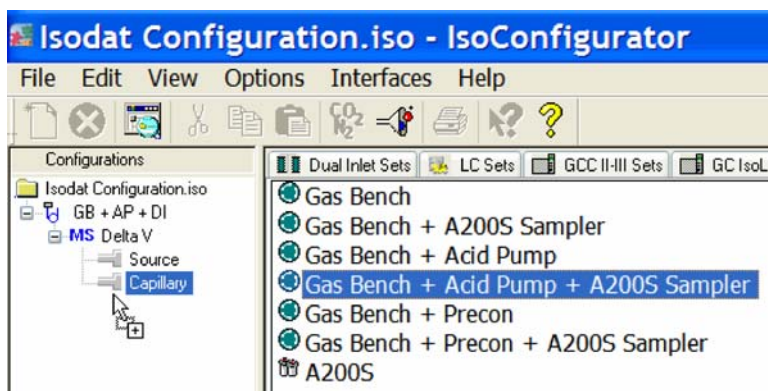 Isodat Configuration.iso - IsoConfigurator
File Edit View Options Interfaces Help
CO2
N2
Configurations
Isodat Configuration.iso
GB + AP + DI
MS Delta V
Source
Capillary
Dual Inlet Sets LC Sets GCC II-III Sets GC IsoL
Gas Bench
Gas Bench + A200S Sampler
Gas Bench + Acid Pump
Gas Bench + Acid Pump + A200S Sampler
Gas Bench + Precon
Gas Bench + Precon + A200S Sampler
A200S